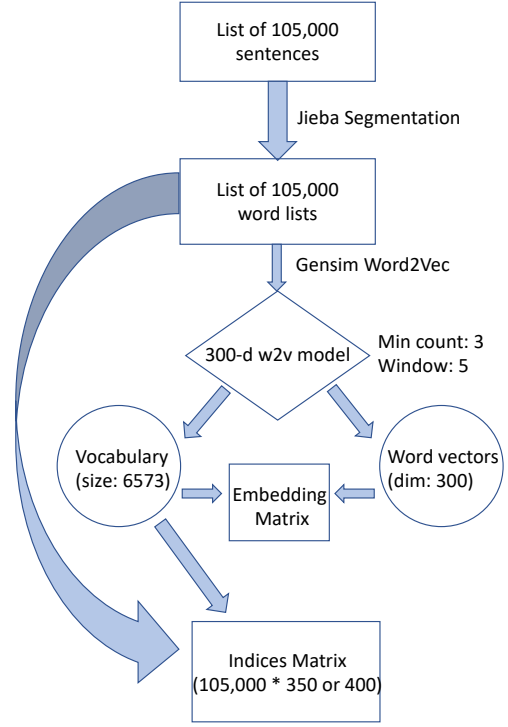 List of 105,000
sentences
Jieba Segmentation
List of 105,000
word lists
Gensim Word2Vec
300-d w2v model
Min count: 3
Window: 5
Vocabulary
(size: 6573)
Embedding
Matrix
Word vectors
(dim: 300)
Indices Matrix
(105,000 * 350 or 400)